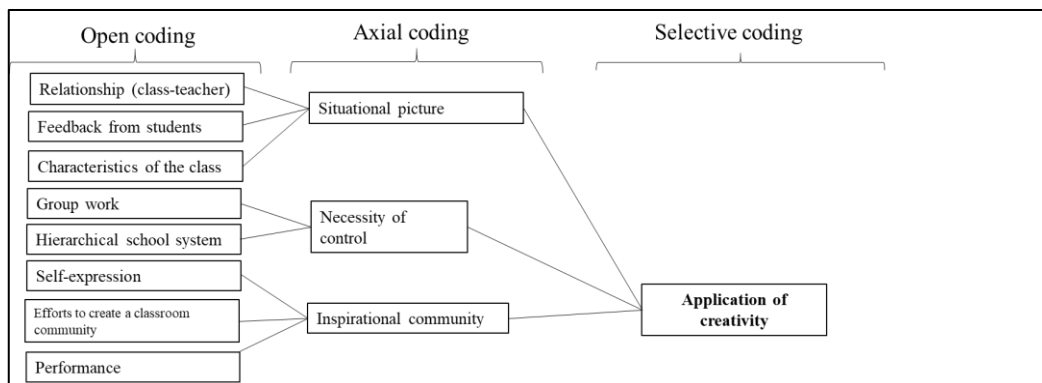 Open coding
Axial coding
Selective coding
Relationship (class-teacher)
Feedback from students
Characteristics of the class
Group work
Hierarchical school system
Self-expression
Efforts to create a classroom
community
Performance
Situational picture
Necessity of
control
Inspirational community
Application of
creativity